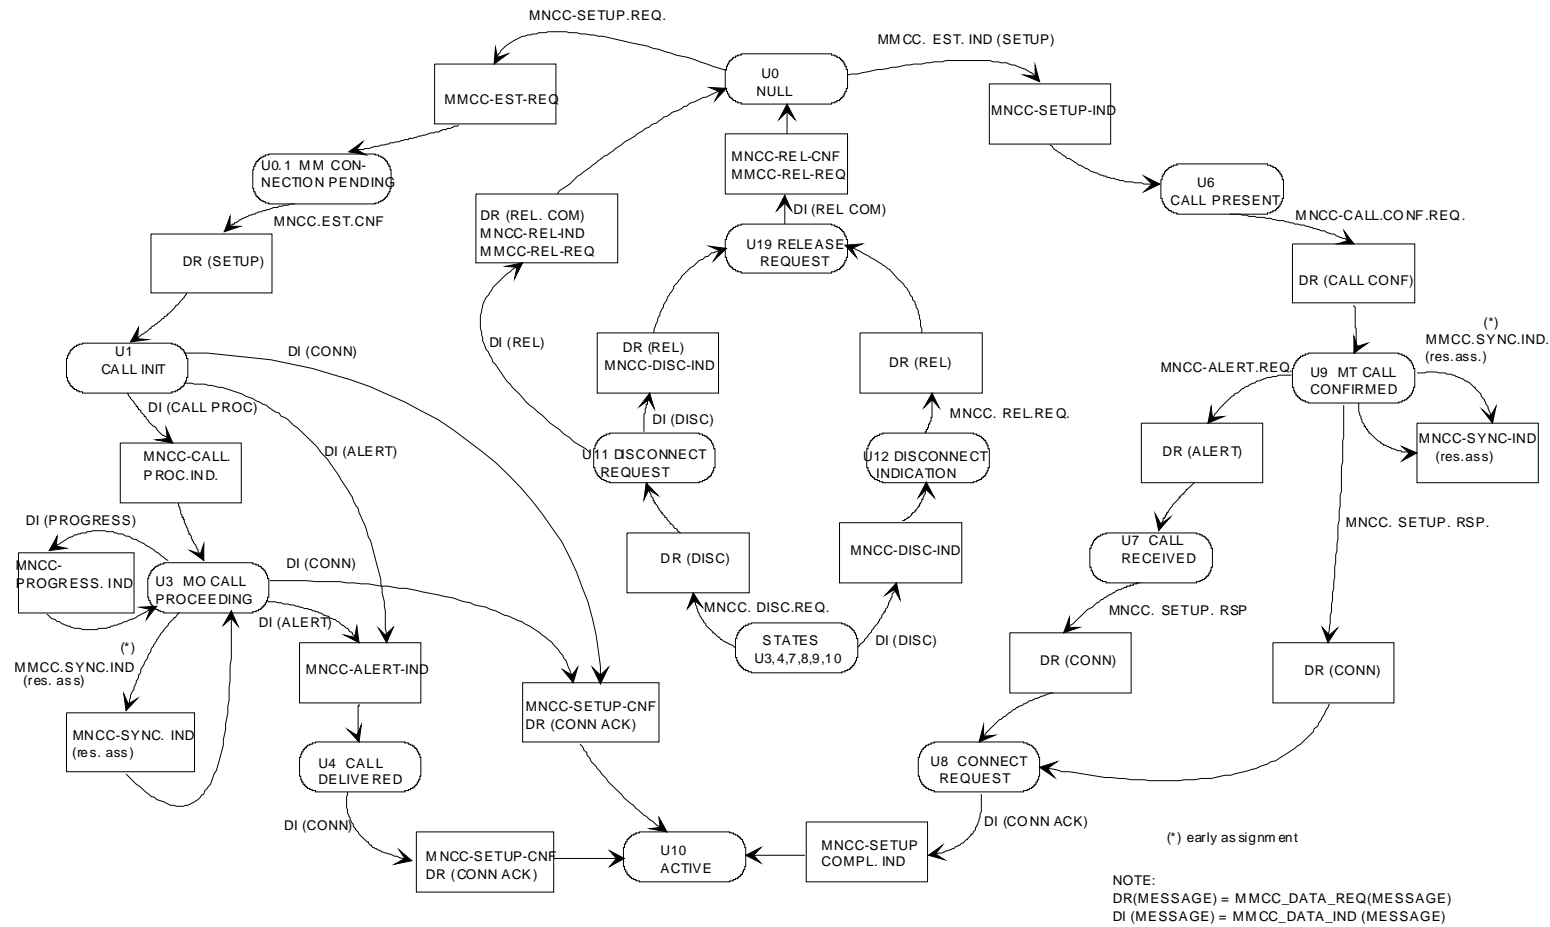 MNCC-SETUP.REQ.
MMCC. EST. IND (SETUP)
U0
NULL
MMCC-EST-REQ
MNCC-SETUP-IND
U0.1 MM CON-
NECTION PENDING
MNCC-REL-CNF
MMCC-REL-REQ
U6
CALL PRESENT
MNCC.EST.CNF
DR (REL. COM)
MNCC-REL-IND
MMCC-REL-REQ
DI (REL COM)
MNCC-CALL.CONF.REQ.
DR (SETUP)
U19 RELEASE
REQUEST
DR (CALL CONF)
U1
CALL INIT
DI (CONN)
DI (REL)
DR (REL)
MNCC-DISC-IND
DR (REL)
(*)
MMCC.SYNC.IND.
(res.ass.)
MNCC-ALERT.REQ.
U9 MT CALL
CONFIRMED
DI (CALL PROC)
DI (DISC)
MNCC. REL.REQ.
MNCC-CALL.
PROC.IND.
DI (ALERT)
U11 DISCONNECT
REQUEST
U12 DISCONNECT
INDICATION
DR (ALERT)
MNCC-SYNC-IND
(res.ass)
DI (PROGRESS)
MNCC-
PROGRESS. IND
U3 MO CALL
PROCEEDING
DI (CONN)
DR (DISC)
MNCC-DISC-IND
U7 CALL
RECEIVED
MNCC. SETUP. RSP.
DI (ALERT)
MNCC. DISC.REQ.
MNCC. SETUP. RSP
(*)
MMCC.SYNC.IND
(res. ass)
MNCC-ALERT-IND
STATES
U3,4,7,8,9,10
DI (DISC)
DR (CONN)
DR (CONN)
MNCC-SYNC. IND
(res. ass)
MNCC-SETUP-CNF
DR (CONN ACK)
U4 CALL
DELIVERED
U8 CONNECT
REQUEST
DI (CONN)
DI (CONN ACK)
MNCC-SETUP-CNF
DR (CONN ACK)
U10
ACTIVE
MNCC-SETUP
COMPL. IND
(*) early assignment
NOTE:
DR(MESSAGE) = MMCC_DATA_REQ(MESSAGE)
DI (MESSAGE) = MMCC_DATA_IND (MESSAGE)